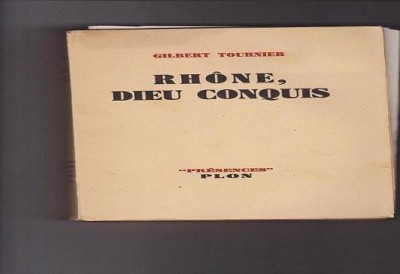 GILBERT TOURNIER
RHÔNE,
DIEU CONQUIS
"PRÉSENCES"
PLON